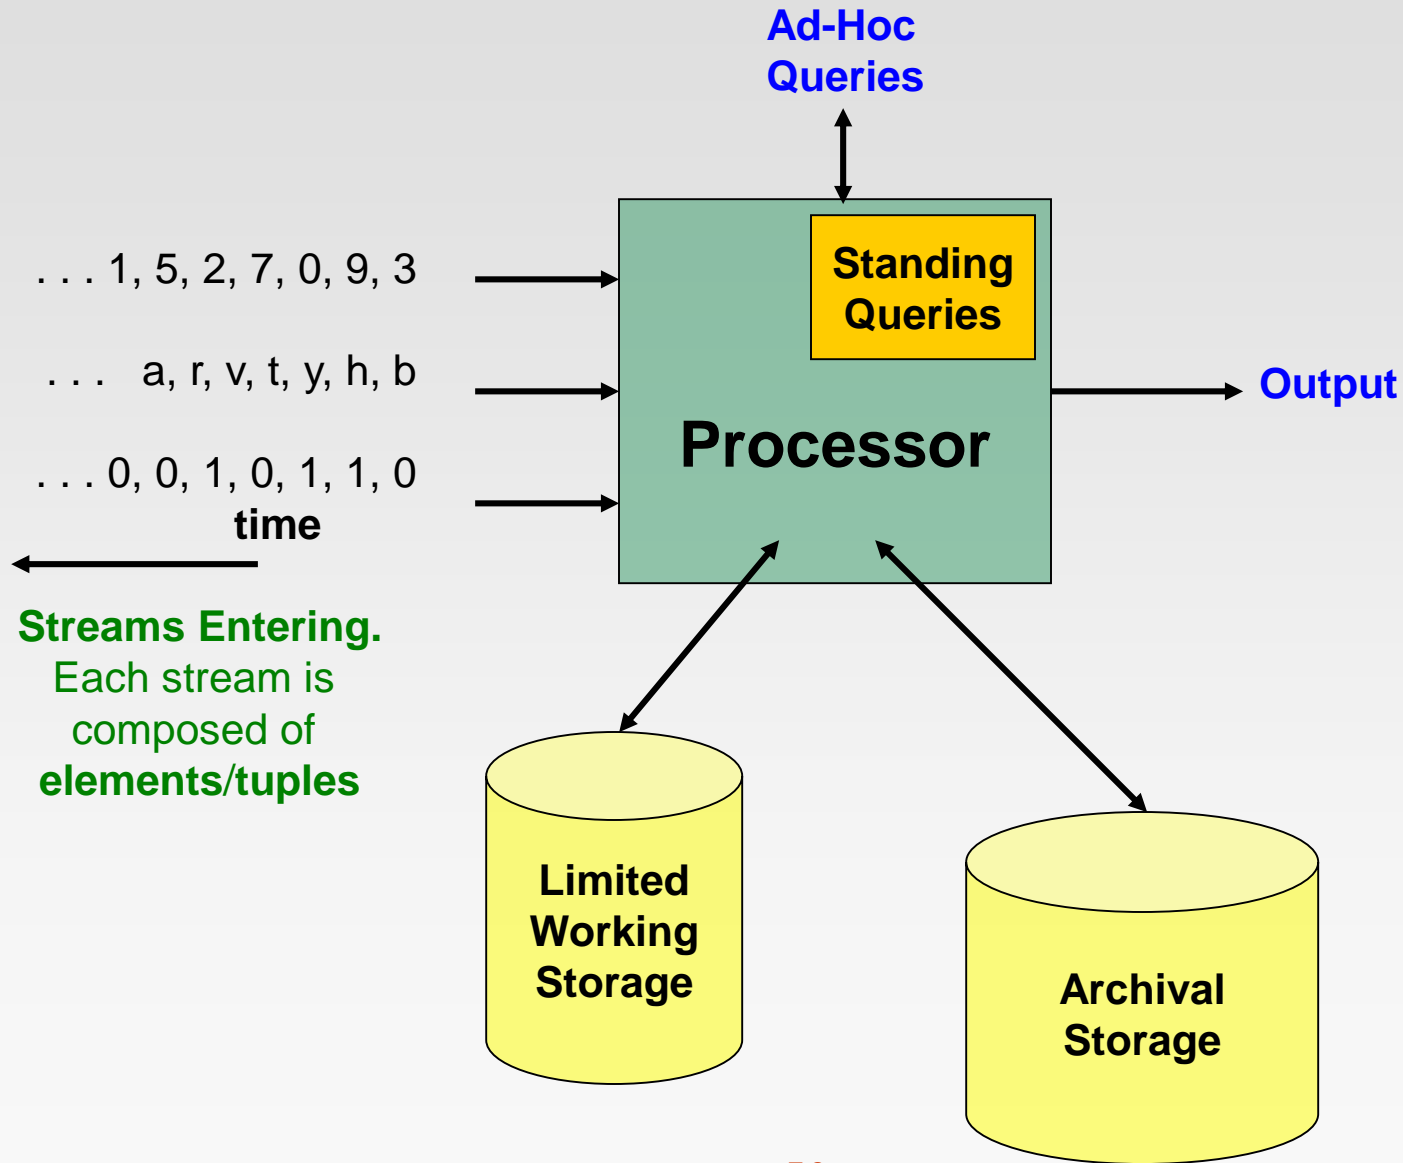 Ad-Hoc
Queries
Standing
Queries
. . . 1, 5, 2, 7, 0, 9, 3
. . . a, r, v, t, y, h, b
. . . 0, 0, 1, 0, 1, 1, 0
time
Processor
Output
Streams Entering.
Each stream is
composed of
elements/tuples
Limited
Working
Storage
Archival
Storage